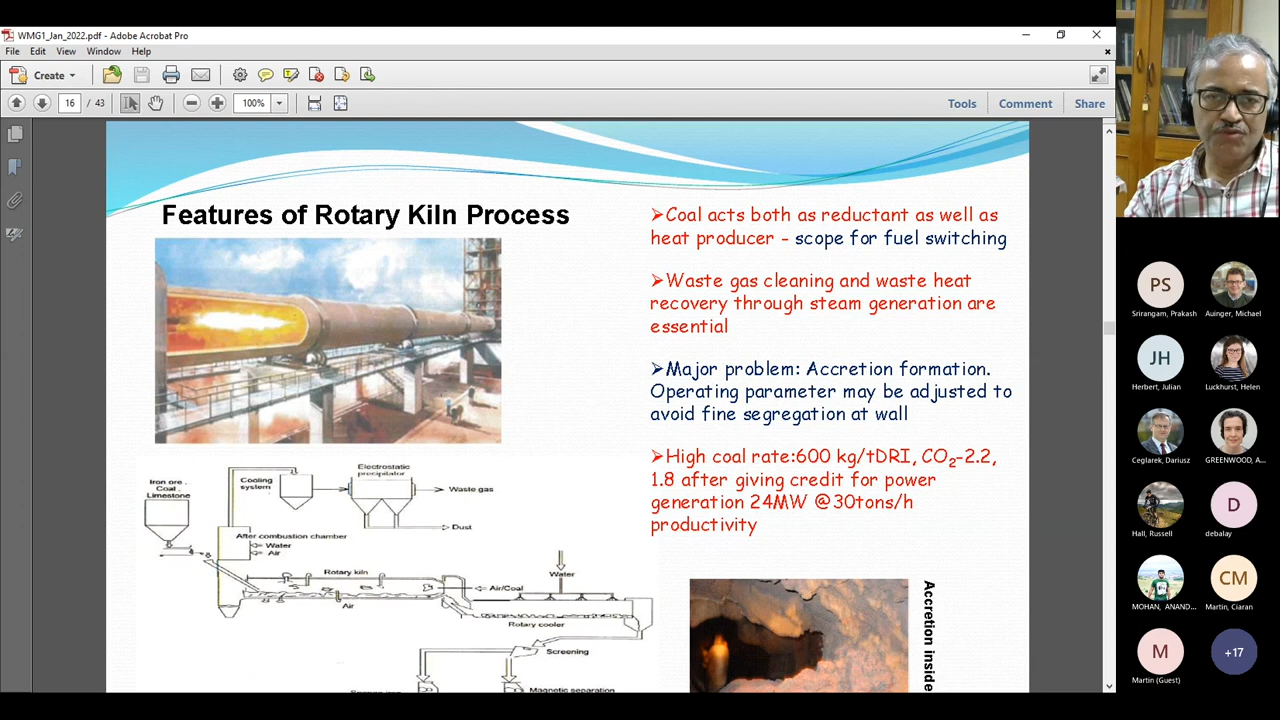 WMG1_Jan_2022.pdf - Adobe Acrobat Pro
File Edit View Window Help
Create
16 / 43
100%
Tools Comment Share
Features of Rotary Kiln Process
➢Coal acts both as reductant as well as
heat producer – scope for fuel switching
➢Waste gas cleaning and waste heat
recovery through steam generation are
essential
➢Major problem: Accretion formation.
Operating parameter may be adjusted to
avoid fine segregation at wall
➢High coal rate:600 kg/tDRI, CO2-2.2,
1.8 after giving credit for power
generation 24MW @30tons/h
productivity
Iron ore .
Coal .
Limestone
Cooling
system
Electrostatic
precipitator
Waste gas
Dust
After combustion chamber
Water
Air
Rotary kiln
Air/Coal
Water
Air
Rotary cooler
Screening
Magnetic separation
Accretion inside
PS
Srirangam, Prakash
Auinger, Michael
JH
Herbert, Julian
Luckhurst, Helen
Ceglarek, Dariusz
GREENWOOD, A...
Hall, Russell
D
debalay
MOHAN, ANAND...
CM
Martin, Ciaran
M
Martin (Guest)
+17